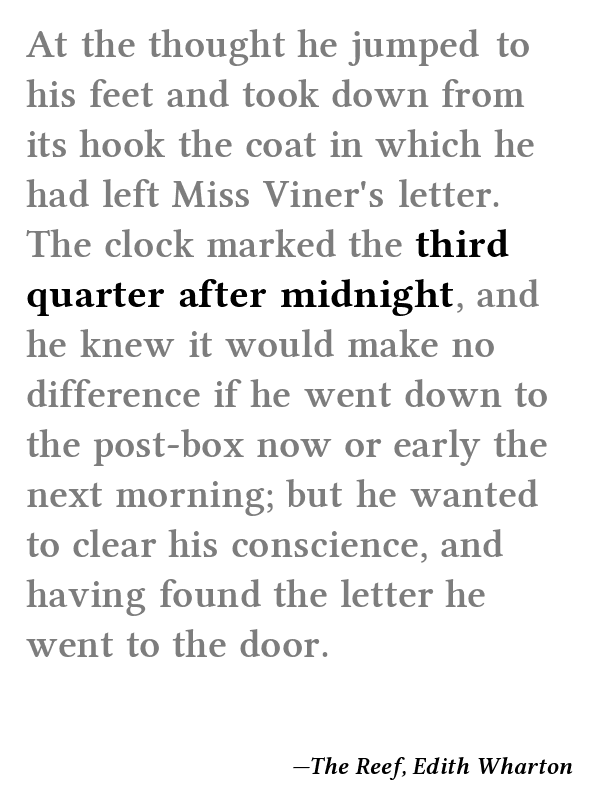 At the thought he jumped to
his feet and took down from
its hook the coat in which he
had left Miss Viner's letter.
The clock marked the third
quarter after midnight, and
he knew it would make no
difference if he went down to
the post-box now or early the
next morning; but he wanted
to clear his conscience, and
having found the letter he
went to the door.
—The Reef, Edith Wharton